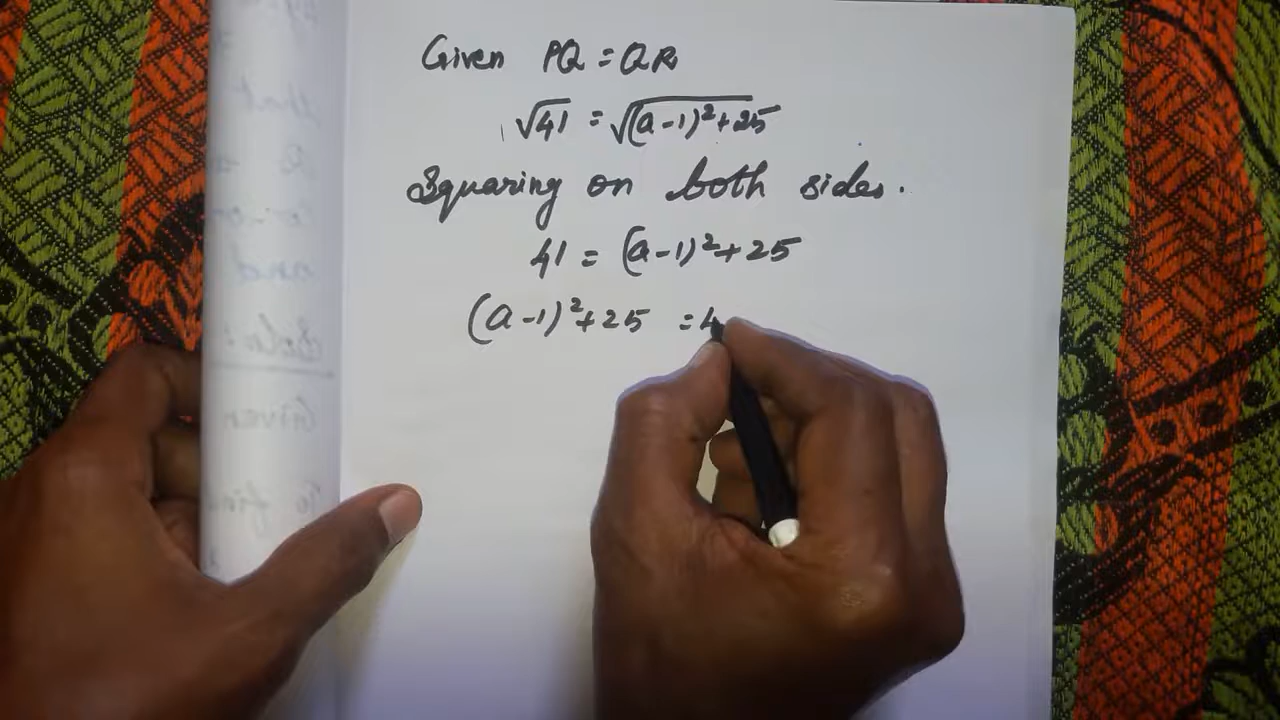 Given PQ = QR
√41 = √(a-1)²+25
Squaring on both sides.
41 = (a-1)²+25
(a-1)²+25 = 4